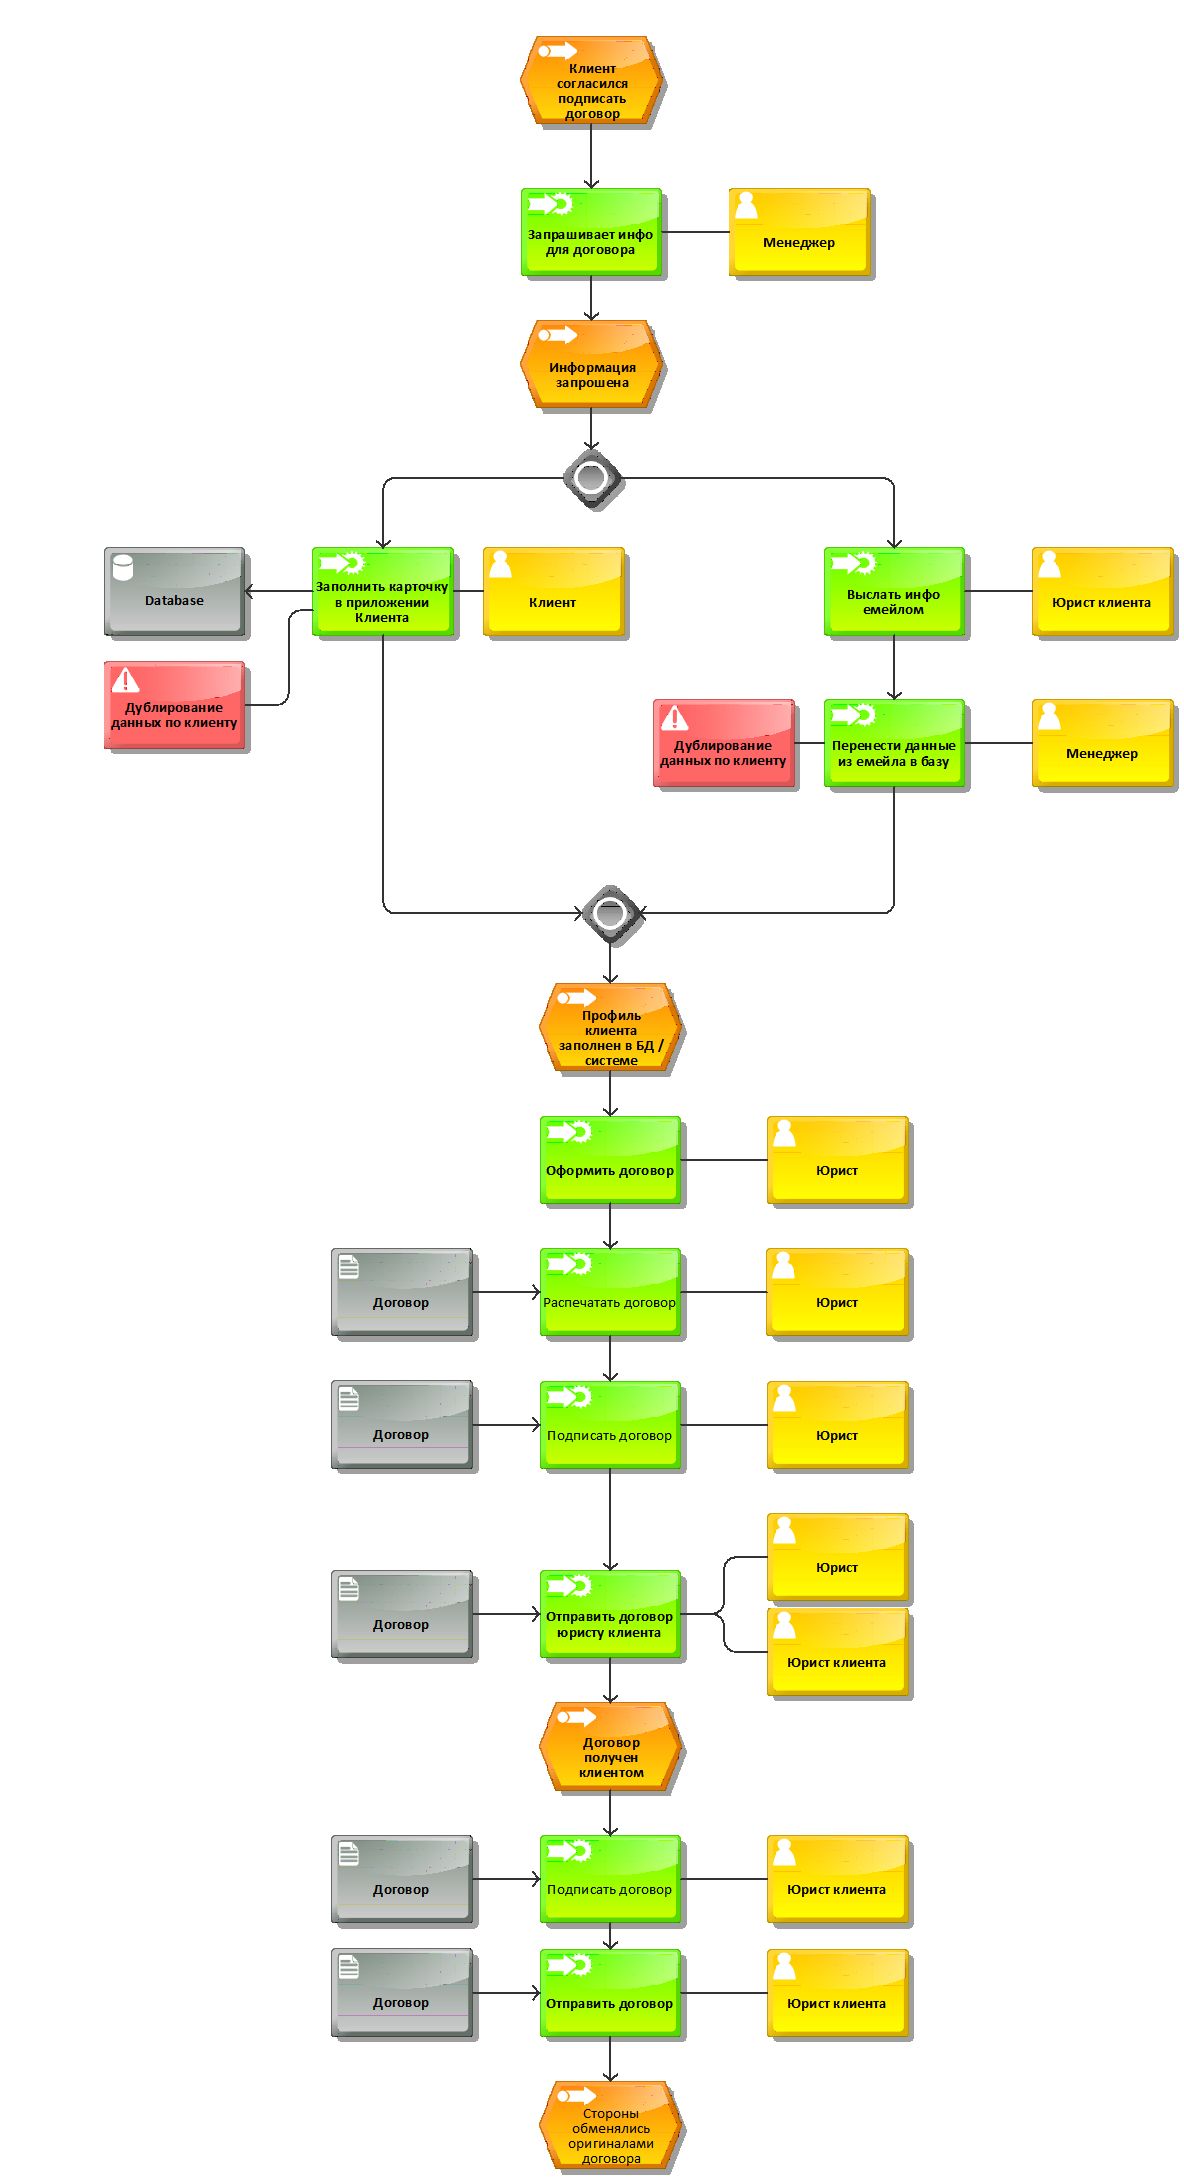 Клиент
согласился
подписать
договор
Запрашивает инфо
для договора
Менеджер
Информация
запрошена
Database
Заполнить карточку
в приложении
Клиента
Клиент
Выслать инфо
емейлом
Юрист клиента
Дублирование
данных по клиенту
Дублирование
данных по клиенту
Перенести данные
из емейла в базу
Менеджер
Профиль
клиента
заполнен в БД /
системе
Оформить договор
Юрист
Договор
Распечатать договор
Юрист
Договор
Подписать договор
Юрист
Юрист
Договор
Отправить договор
юристу клиента
Юрист клиента
Договор
получен
клиентом
Договор
Подписать договор
Юрист клиента
Договор
Отправить договор
Юрист клиента
Стороны
обменялись
оригиналами
договора